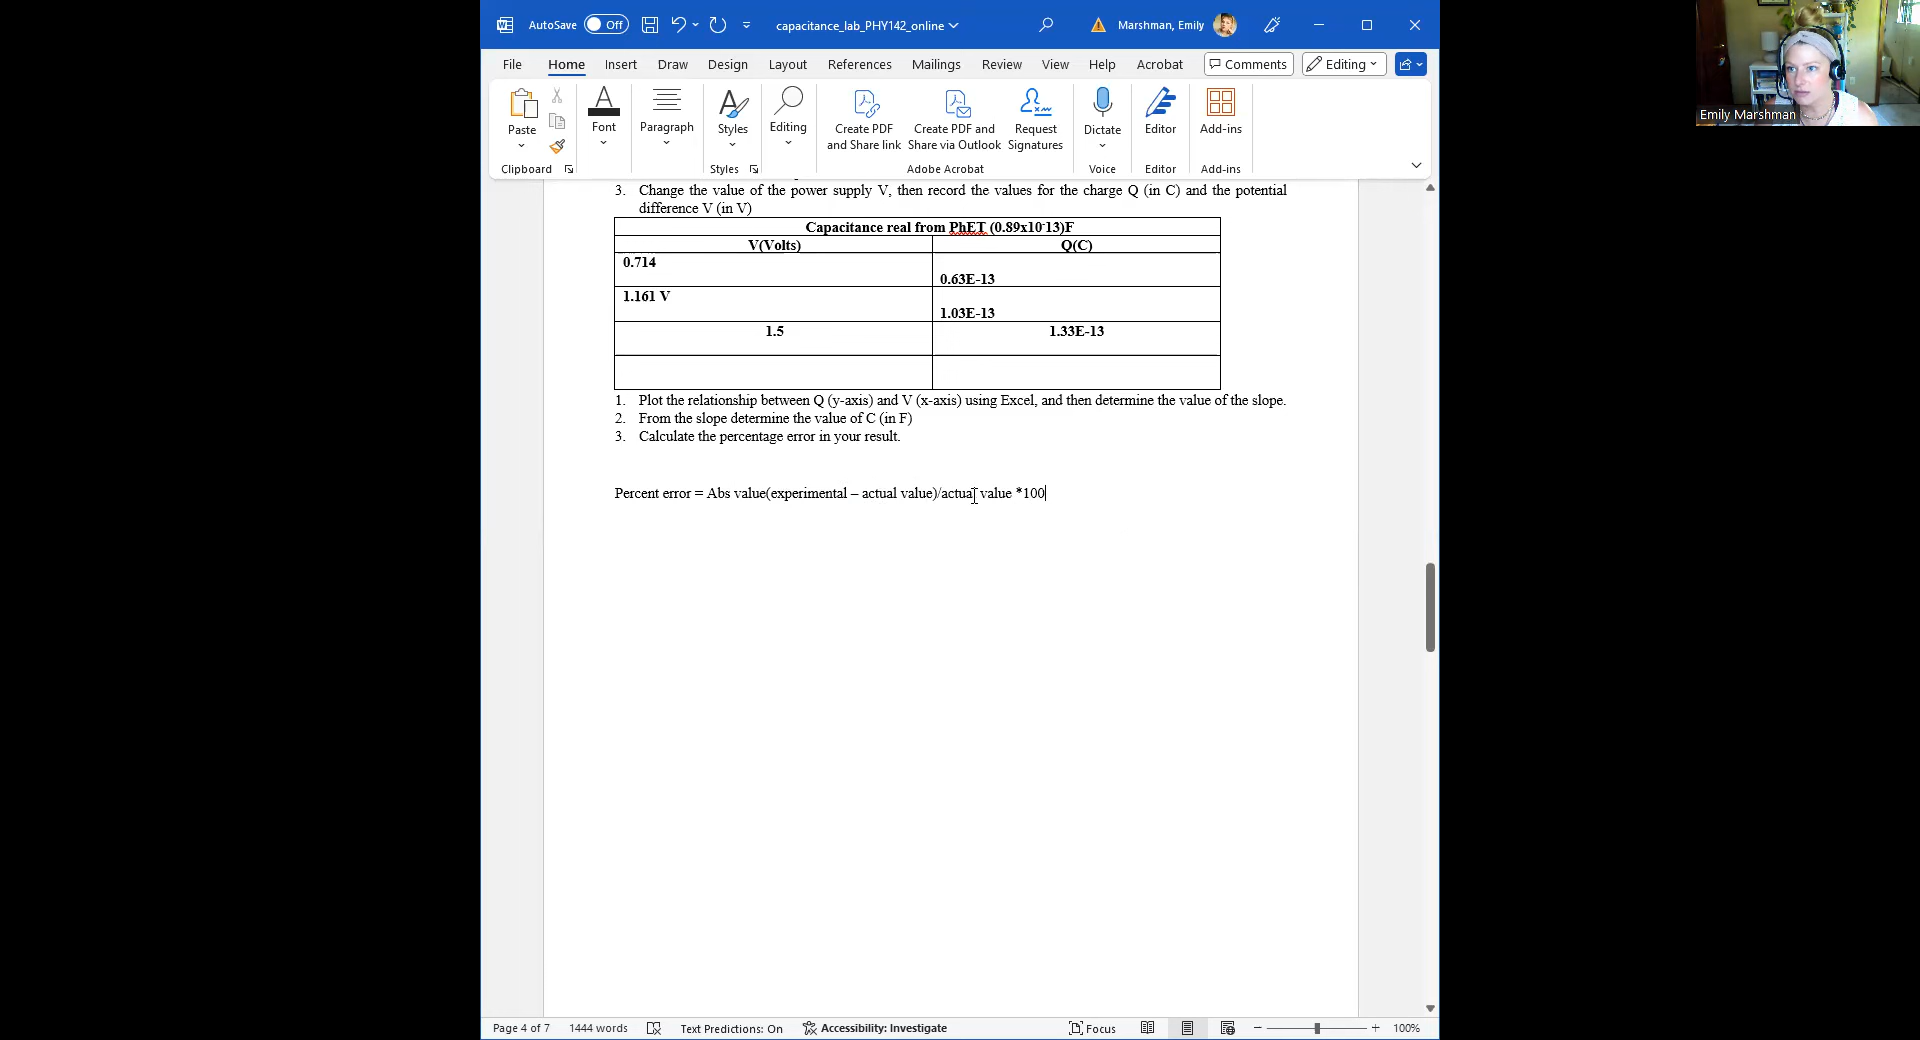 AutoSave Off capacitance_lab_PHY142_online Marshman, Emily
File Home Insert Draw Design Layout References Mailings Review View Help Acrobat Comments Editing
Paste Font Paragraph Styles Editing Create PDF and Share link Create PDF and Share via Outlook Request Signatures Dictate Editor Add-ins
Clipboard Styles Adobe Acrobat Voice Editor Add-ins
Emily Marshman
3. Change the value of the power supply V, then record the values for the charge Q (in C) and the potential
difference V (in V)
Capacitance real from PhET (0.89x10-13)F
V(Volts) Q(C)
0.714
0.63E-13
1.161 V
1.03E-13
1.5 1.33E-13
1. Plot the relationship between Q (y-axis) and V (x-axis) using Excel, and then determine the value of the slope.
2. From the slope determine the value of C (in F)
3. Calculate the percentage error in your result.
Percent error = Abs value(experimental – actual value)/actual value *100
Page 4 of 7 1444 words Text Predictions: On Accessibility: Investigate Focus 100%